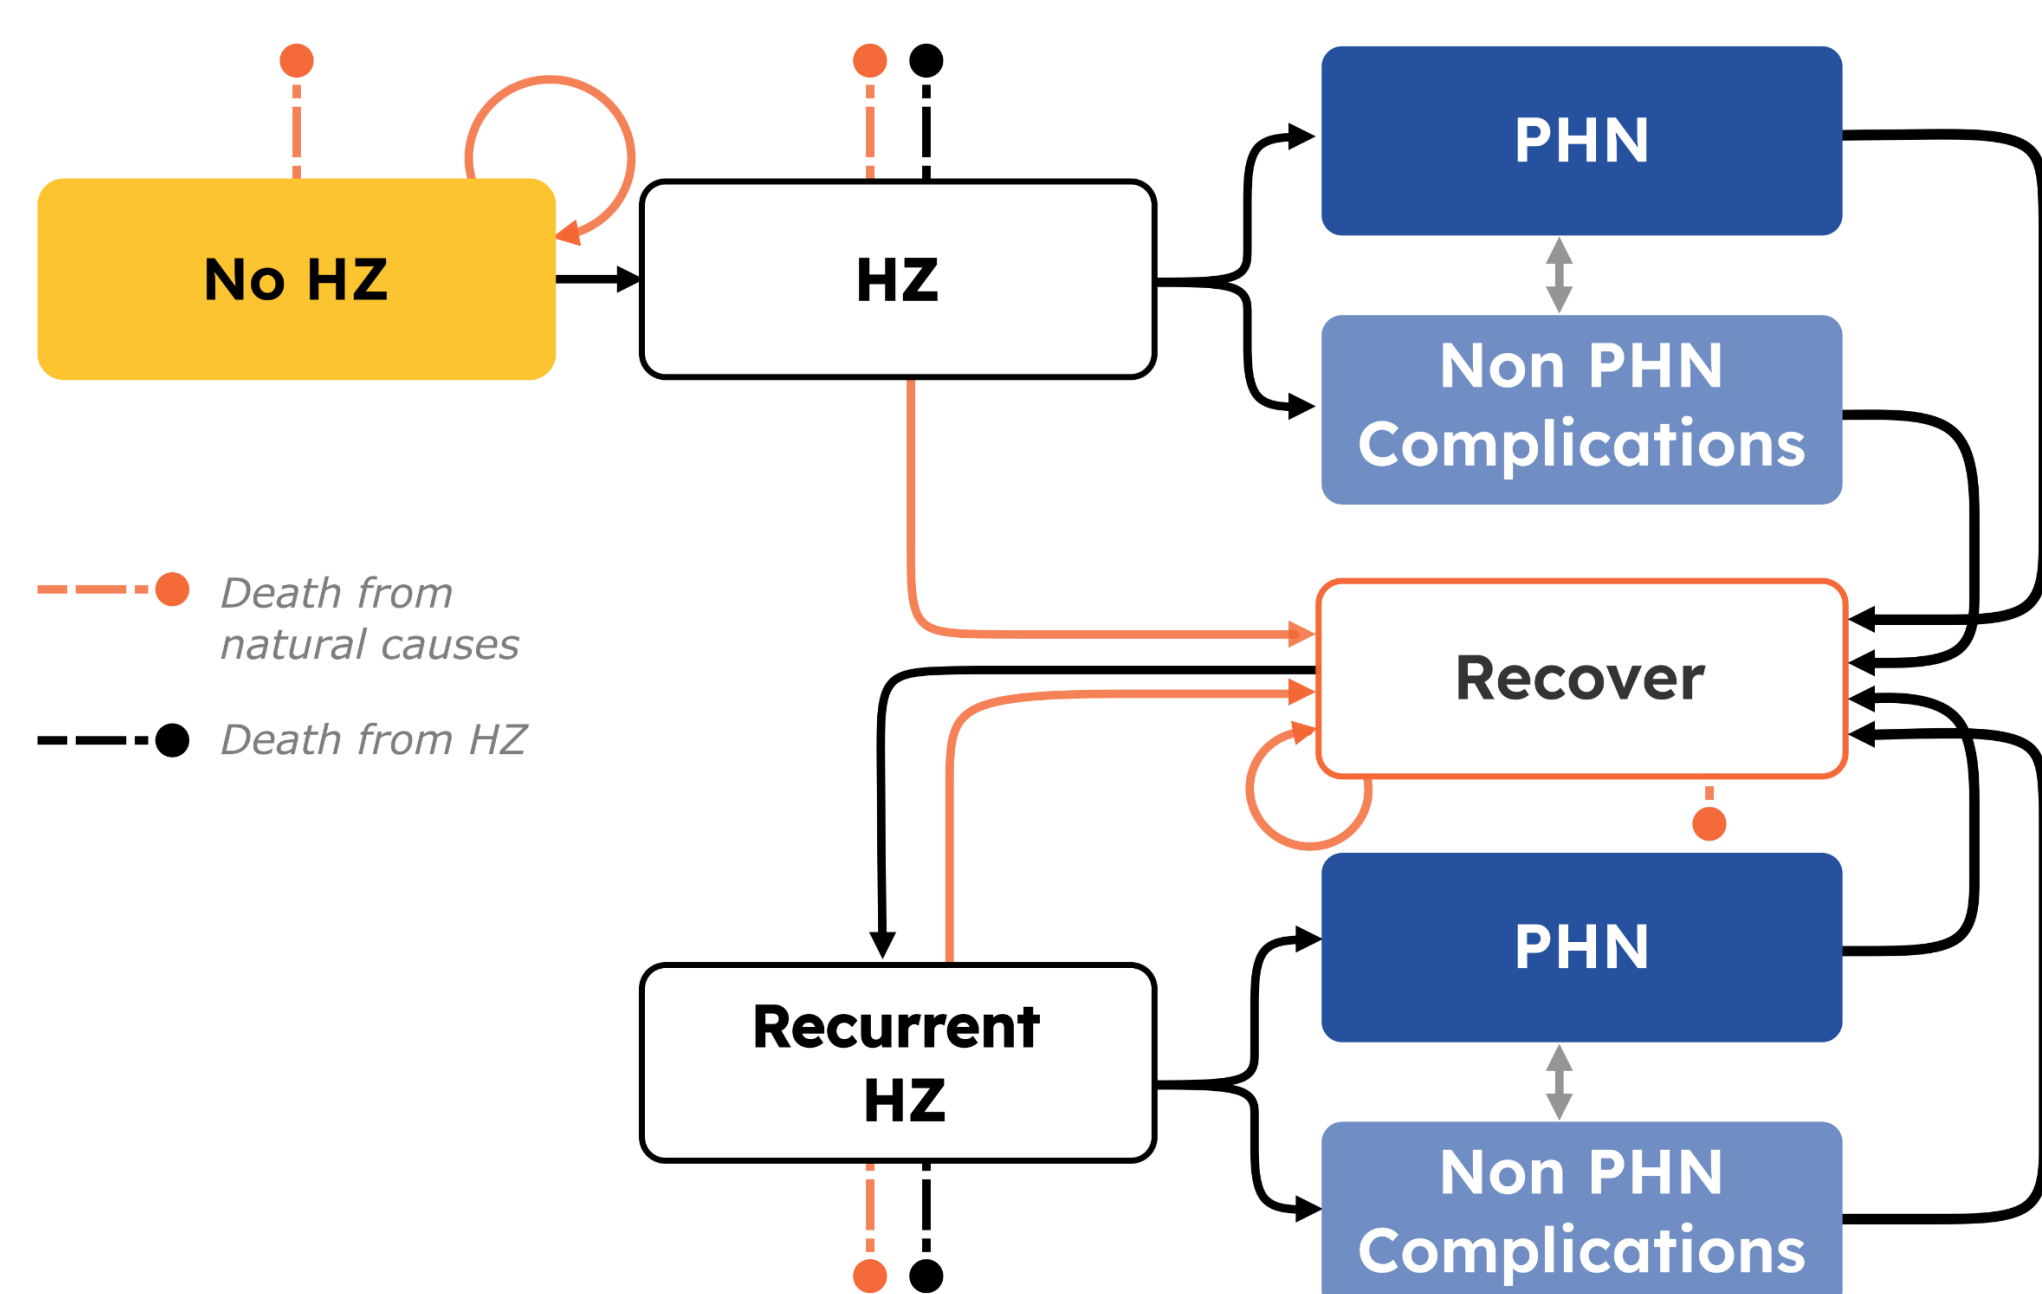 PHN
No HZ
HZ
Non PHN
Complications
Death from
natural causes
Recover
Death from HZ
PHN
Recurrent
HZ
Non PHN
Complications